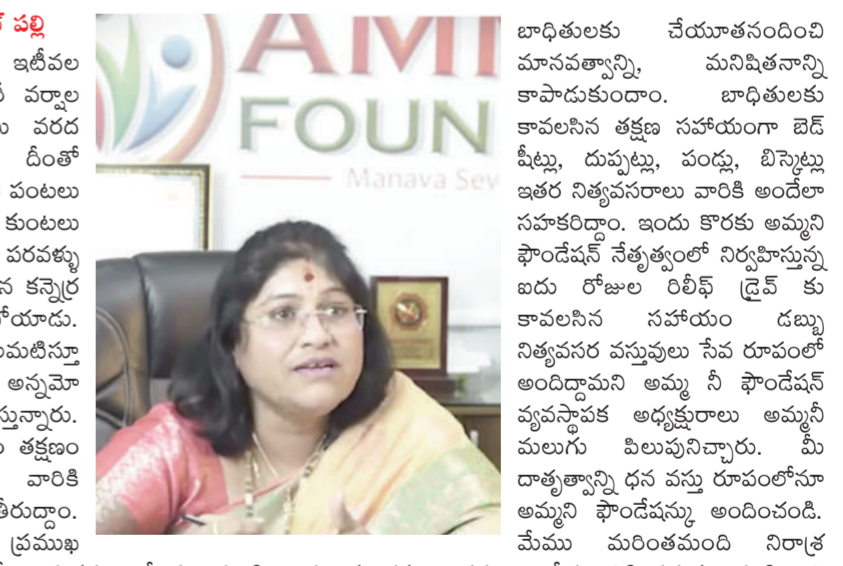 పల్లి
ఇటీవల
వర్షాల
వరద
దీంతో
పంటలు
కుంటలు
పరవళ్ళు
కన్నెర్ర
అన్నమో
తక్షణం
వారికి
ప్రముఖ
FOUN
Manava Sev
బాధితులకు చేయూతనందించి
మానవత్వాన్ని, మనిషితనాన్ని
కాపాడుకుందాం. బాధితులకు
కావలసిన తక్షణ సహాయంగా బెడ్
షీట్లు, దుప్పట్లు, పండ్లు, బిస్కెట్లు
ఇతర నిత్యవసరాలు వారికి అందేలా
సహకరిద్దాం. ఇందు కొరకు అమ్మని
ఫౌండేషన్ నేతృత్వంలో నిర్వహిస్తున్న
ఐదు రోజుల రిలీఫ్ డ్రైవ్ కు
కావలసిన సహాయం డబ్బు
నిత్యవసర వస్తువులు సేవ రూపంలో
అందిద్దామని అమ్మ నీ ఫౌండేషన్
వ్యవస్థాపక అధ్యక్షురాలు అమ్మనీ
మలుగు పిలుపునిచ్చారు. మీ
దాతృత్వాన్ని ధన వస్తు రూపంలోనూ
అమ్మని ఫౌండేషన్కు అందించండి.
మేము మరింతమంది నిరాశ్ర